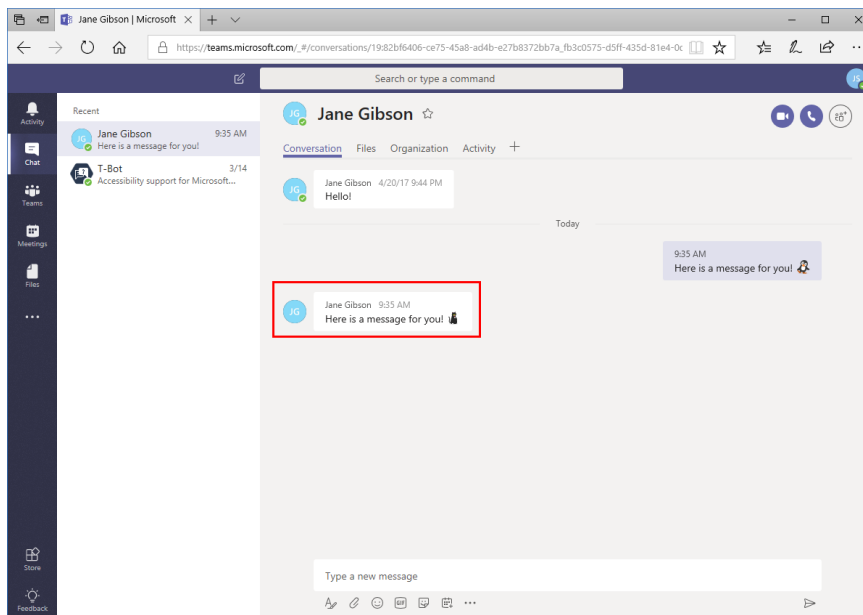 Jane Gibson | Microsoft
https://teams.microsoft.com/_#/conversations/19:82bf6406-ce75-45a8-ad4b-e27b8372bb7a_fb3c0575-d5ff-435d-81e4-0c
Search or type a command
JS
Activity
Chat
Teams
Meetings
Files
Store
Feedback
Recent
JG
Jane Gibson 9:35 AM
Here is a message for you!
T-Bot 3/14
Accessibility support for Microsoft...
JG
Jane Gibson
Conversation Files Organization Activity
JG
Jane Gibson 4/20/17 9:44 PM
Hello!
Today
9:35 AM
Here is a message for you!
JG
Jane Gibson 9:35 AM
Here is a message for you!
Type a new message
GIF